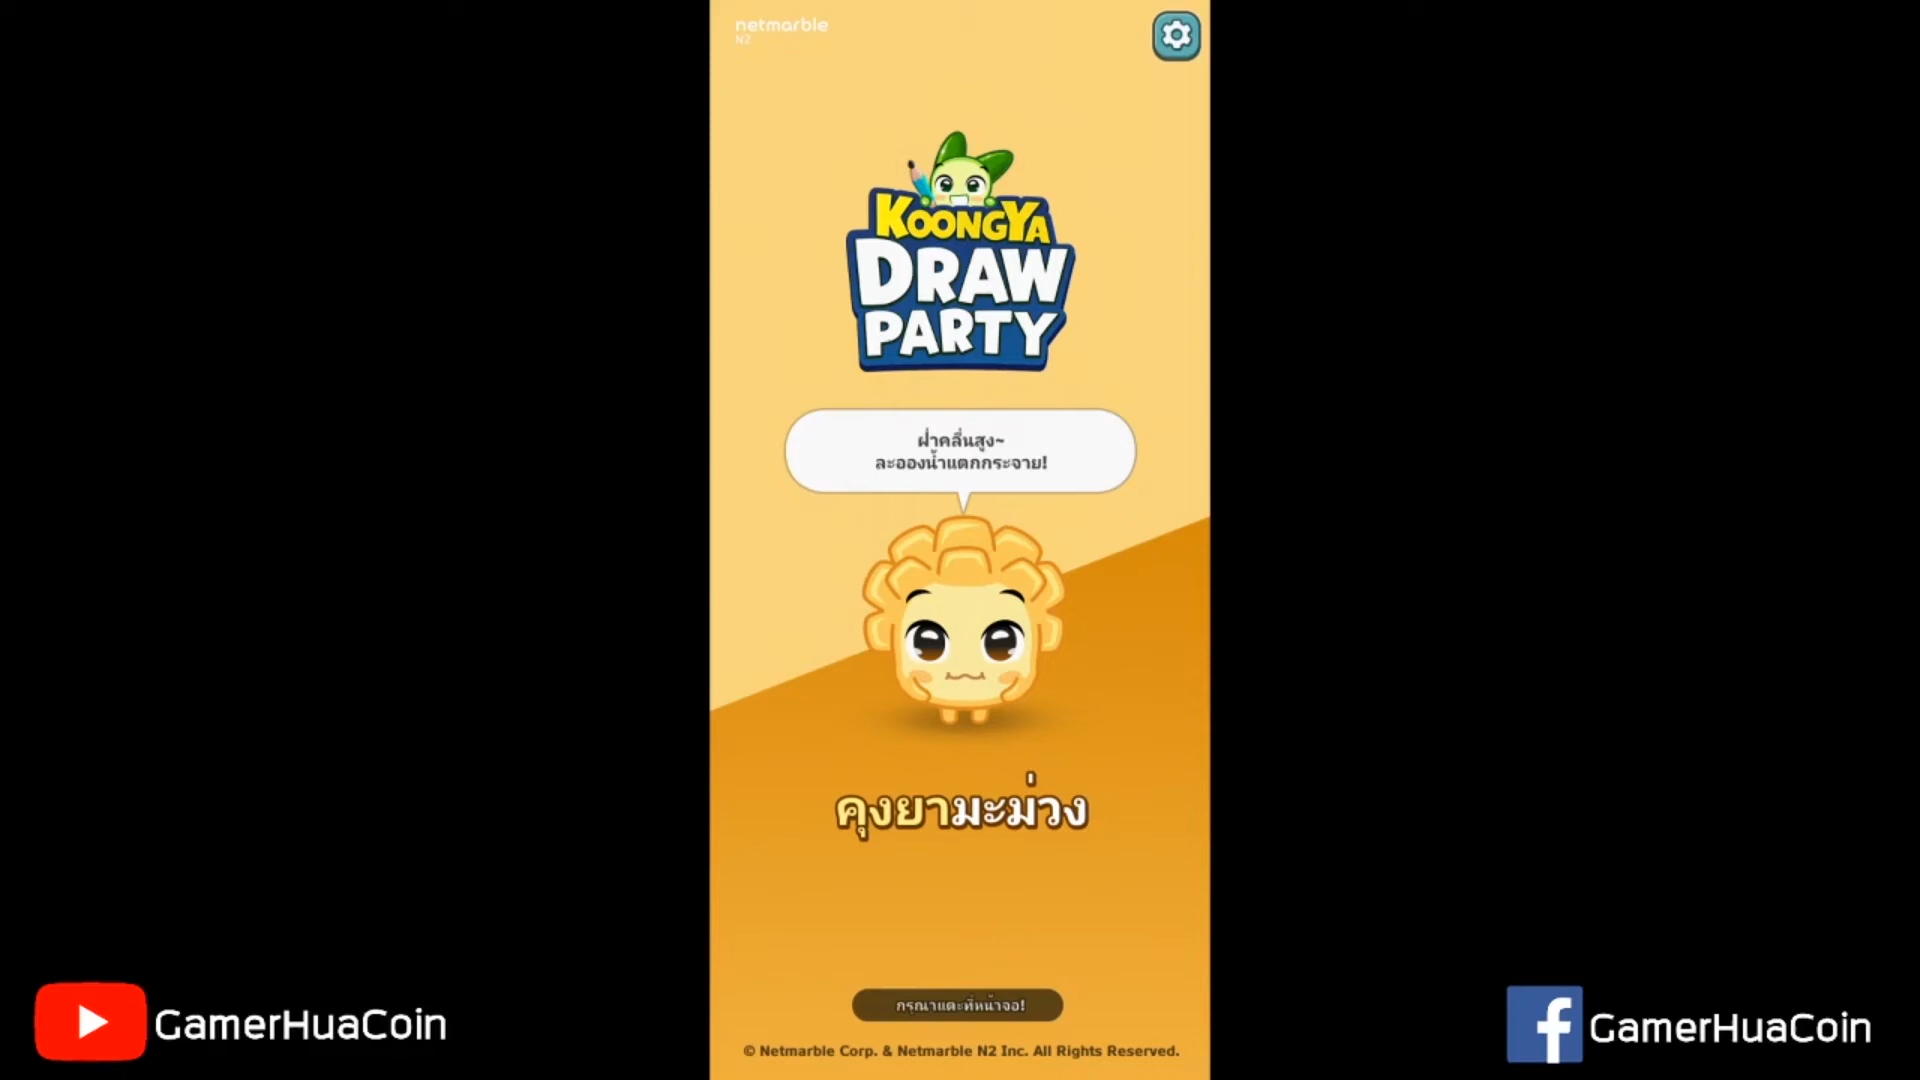 netmarble
N2
KOONGYA
DRAW
PARTY
ฝ่าคลื่นสูง~
ละอองน้ำแตกกระจาย!
คุงยามะม่วง
กรุณาแตะที่หน้าจอ!
© Netmarble Corp. & Netmarble N2 Inc. All Rights Reserved.
GamerHuaCoin
GamerHuaCoin